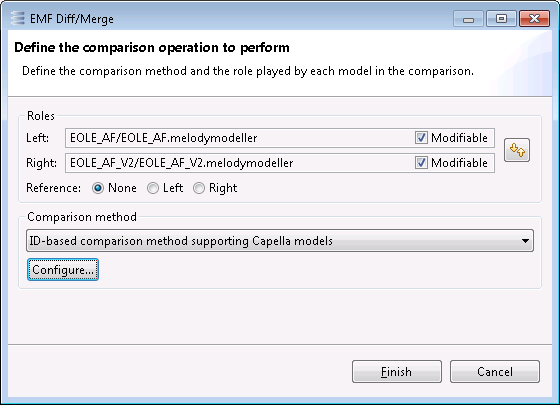 EMF Diff/Merge
Define the comparison operation to perform
Define the comparison method and the role played by each model in the comparison.
Roles
Left: EOLE_AF/EOLE_AF.melodymodeller Modifiable
Right: EOLE_AF_V2/EOLE_AF_V2.melodymodeller Modifiable
Reference: None Left Right
Comparison method
ID-based comparison method supporting Capella models
Configure...
Finish Cancel